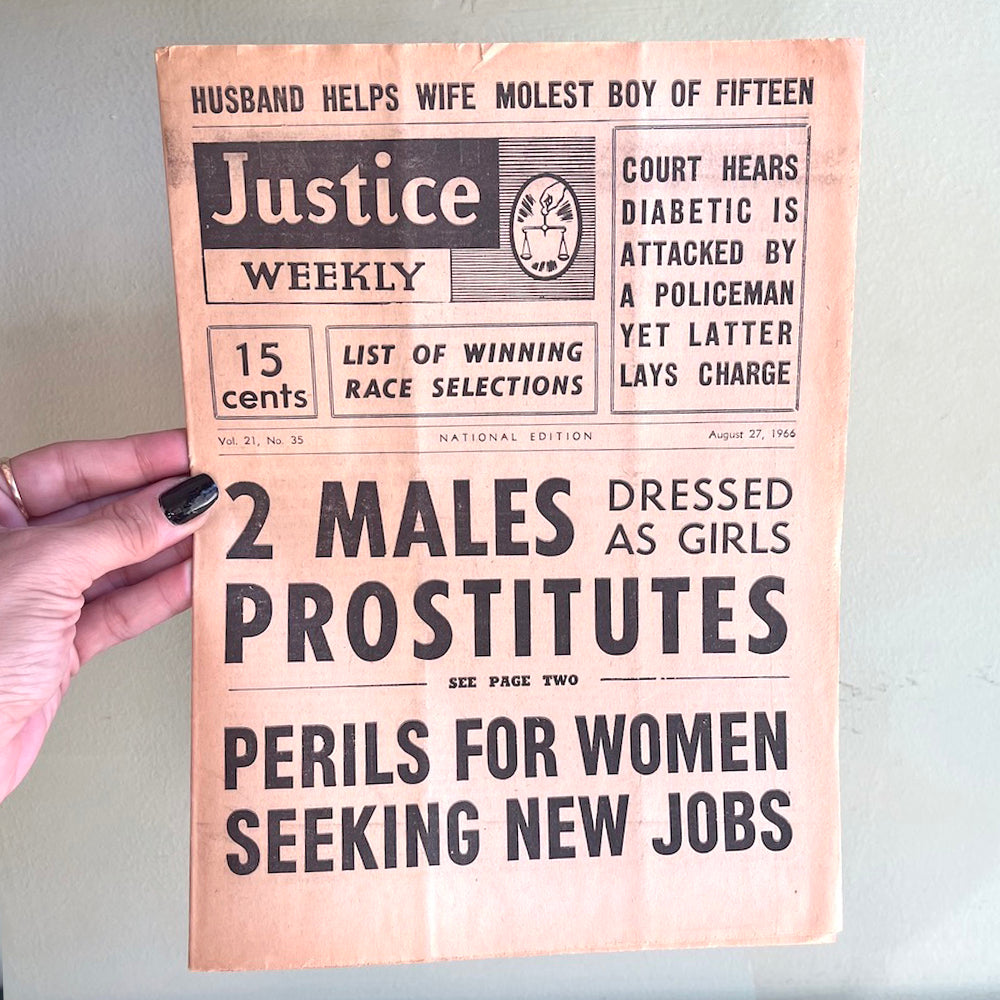 HUSBAND HELPS WIFE MOLEST BOY OF FIFTEEN
Justice
WEEKLY
15
cents
LIST OF WINNING
RACE SELECTIONS
COURT HEARS
DIABETIC IS
ATTACKED BY
A POLICEMAN
YET LATTER
LAYS CHARGE
Vol. 21, No. 35
NATIONAL EDITION
August 27, 1966
2 MALES
DRESSED
AS GIRLS
PROSTITUTES
SEE PAGE TWO
PERILS FOR WOMEN
SEEKING NEW JOBS